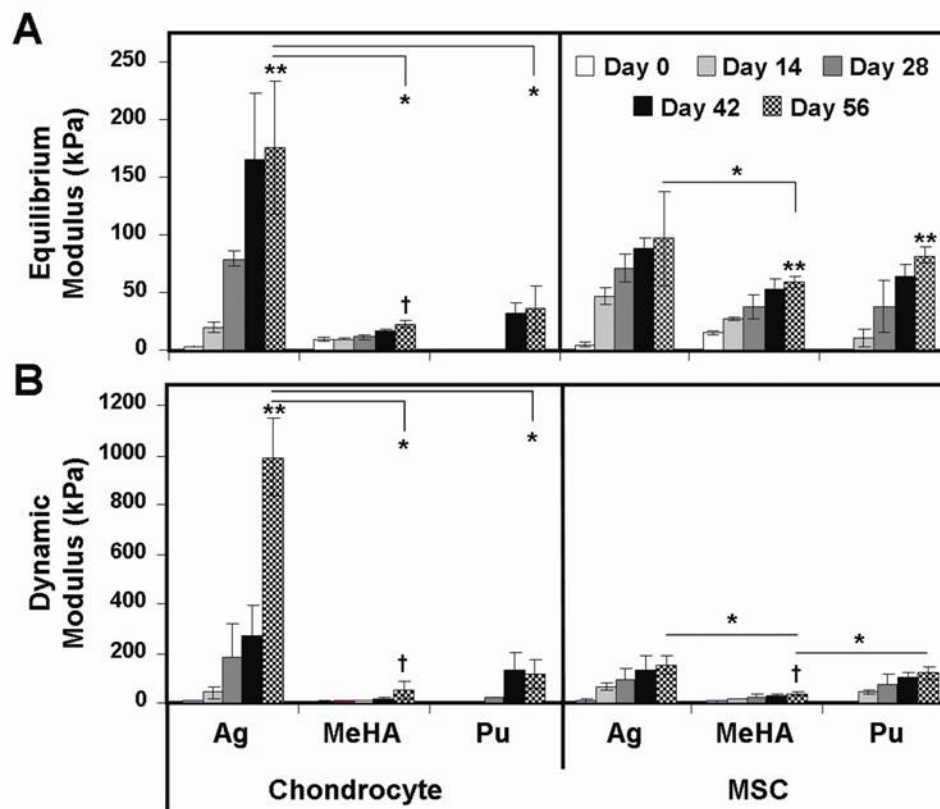 A
Equilibrium
Modulus (kPa)
250
200
150
100
50
0
**
*
*
†
Day 0 Day 14 Day 28
Day 42 Day 56
*
**
**
B
Dynamic
Modulus (kPa)
1200
1000
800
600
400
200
0
**
*
*
†
*
*
†
Ag MeHA Pu Ag MeHA Pu
Chondrocyte MSC